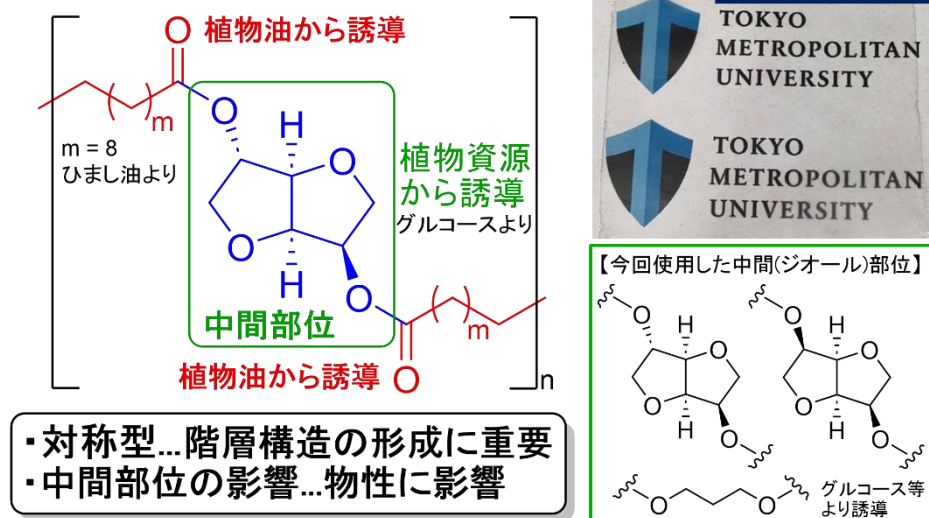 植物油から誘導
O
m
O
H
m = 8
ひまし油より
植物資源
から誘導
グルコースより
O
O
H
O
中間部位
m
植物油から誘導
O
n
・対称型...階層構造の形成に重要
・中間部位の影響...物性に影響
TOKYO
METROPOLITAN
UNIVERSITY
TOKYO
METROPOLITAN
UNIVERSITY
【今回使用した中間(ジオール)部位】
O
H
O
O
H
O
O
H
O
O
H
O
O
O
グルコース等
より誘導